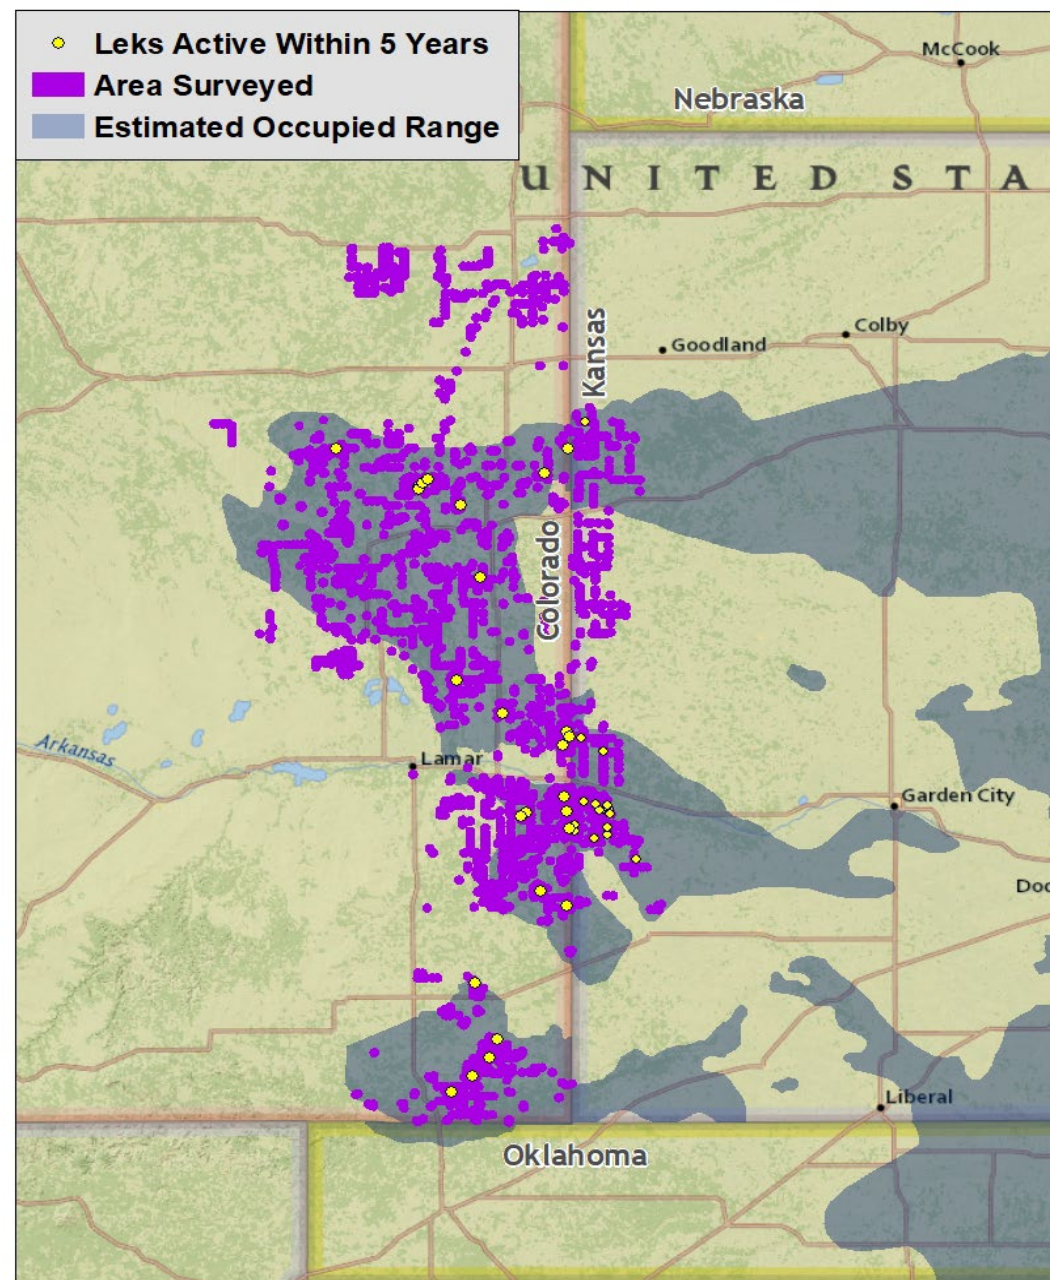 Leks Active Within 5 Years
Area Surveyed
Estimated Occupied Range
McCook
Nebraska
UNITED STA
Kansas
Colby
Goodland
Colorado
Arkansas
Lamar
Garden City
Doc
Liberal
Oklahoma